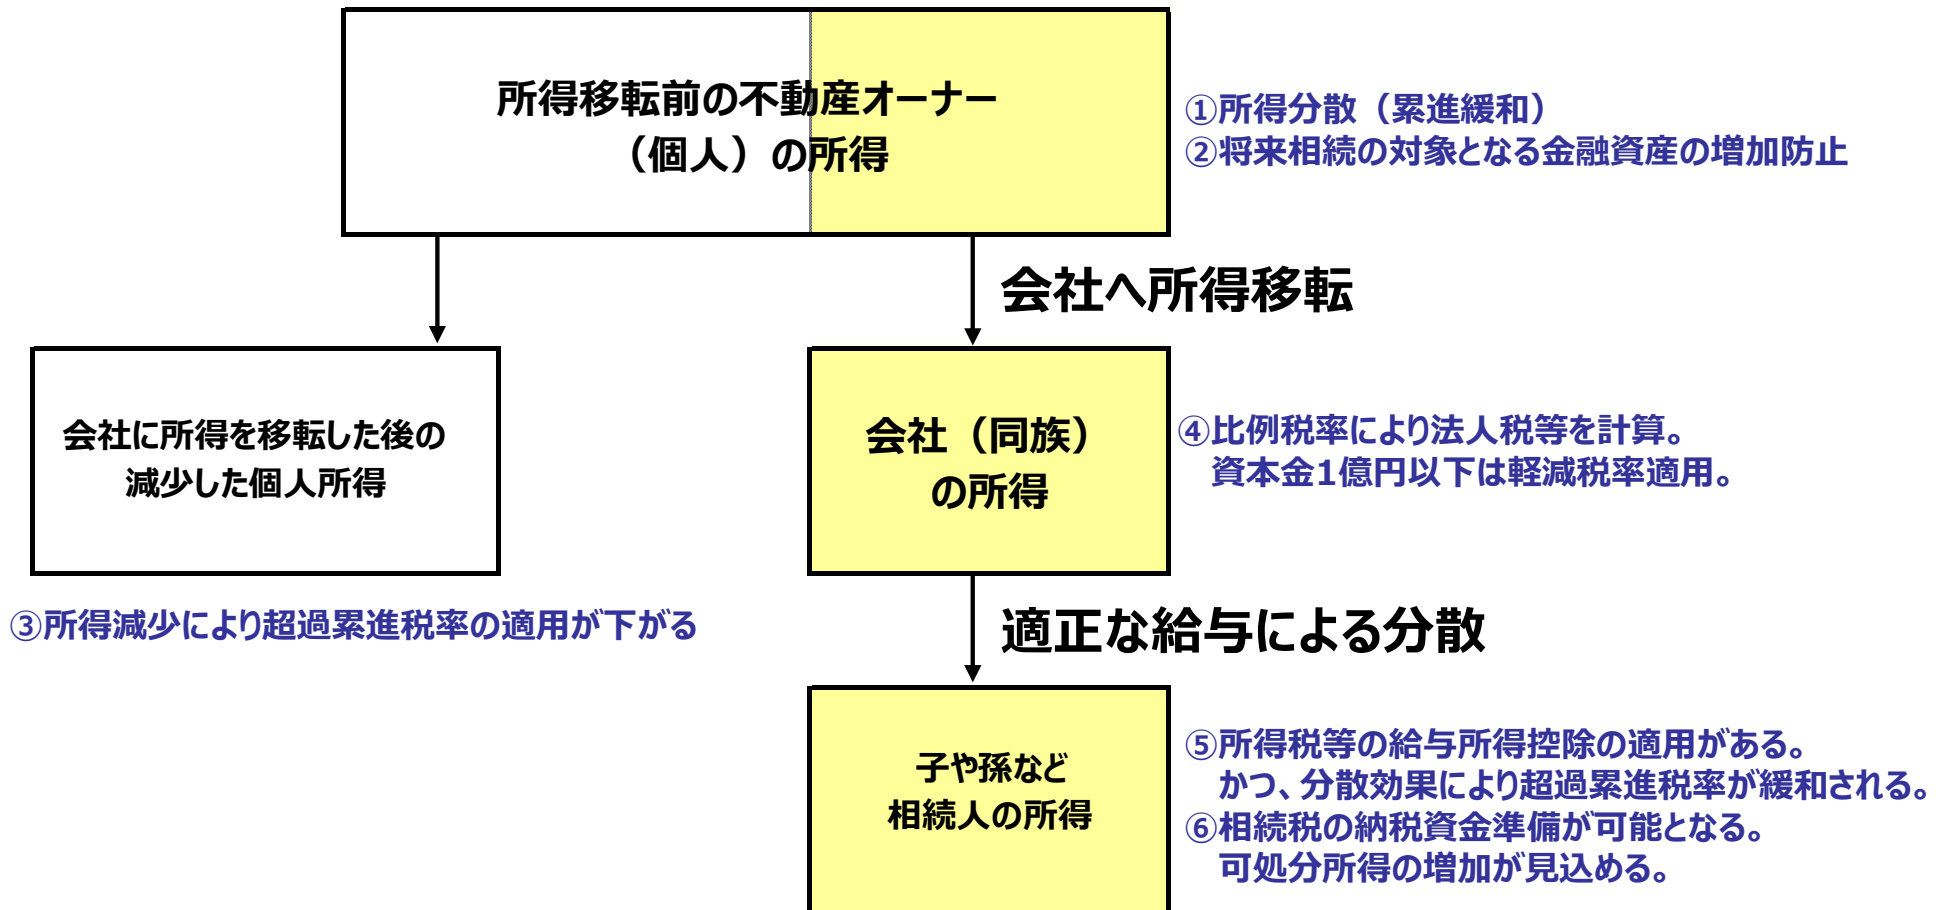 所得移転前の不動産オーナー
（個人）の所得
①所得分散（累進緩和）
②将来相続の対象となる金融資産の増加防止
会社へ所得移転
会社に所得を移転した後の
減少した個人所得
会社（同族）
の所得
④比例税率により法人税等を計算。
資本金1億円以下は軽減税率適用。
③所得減少により超過累進税率の適用が下がる
適正な給与による分散
子や孫など
相続人の所得
⑤所得税等の給与所得控除の適用がある。
かつ、分散効果により超過累進税率が緩和される。
⑥相続税の納税資金準備が可能となる。
可処分所得の増加が見込める。